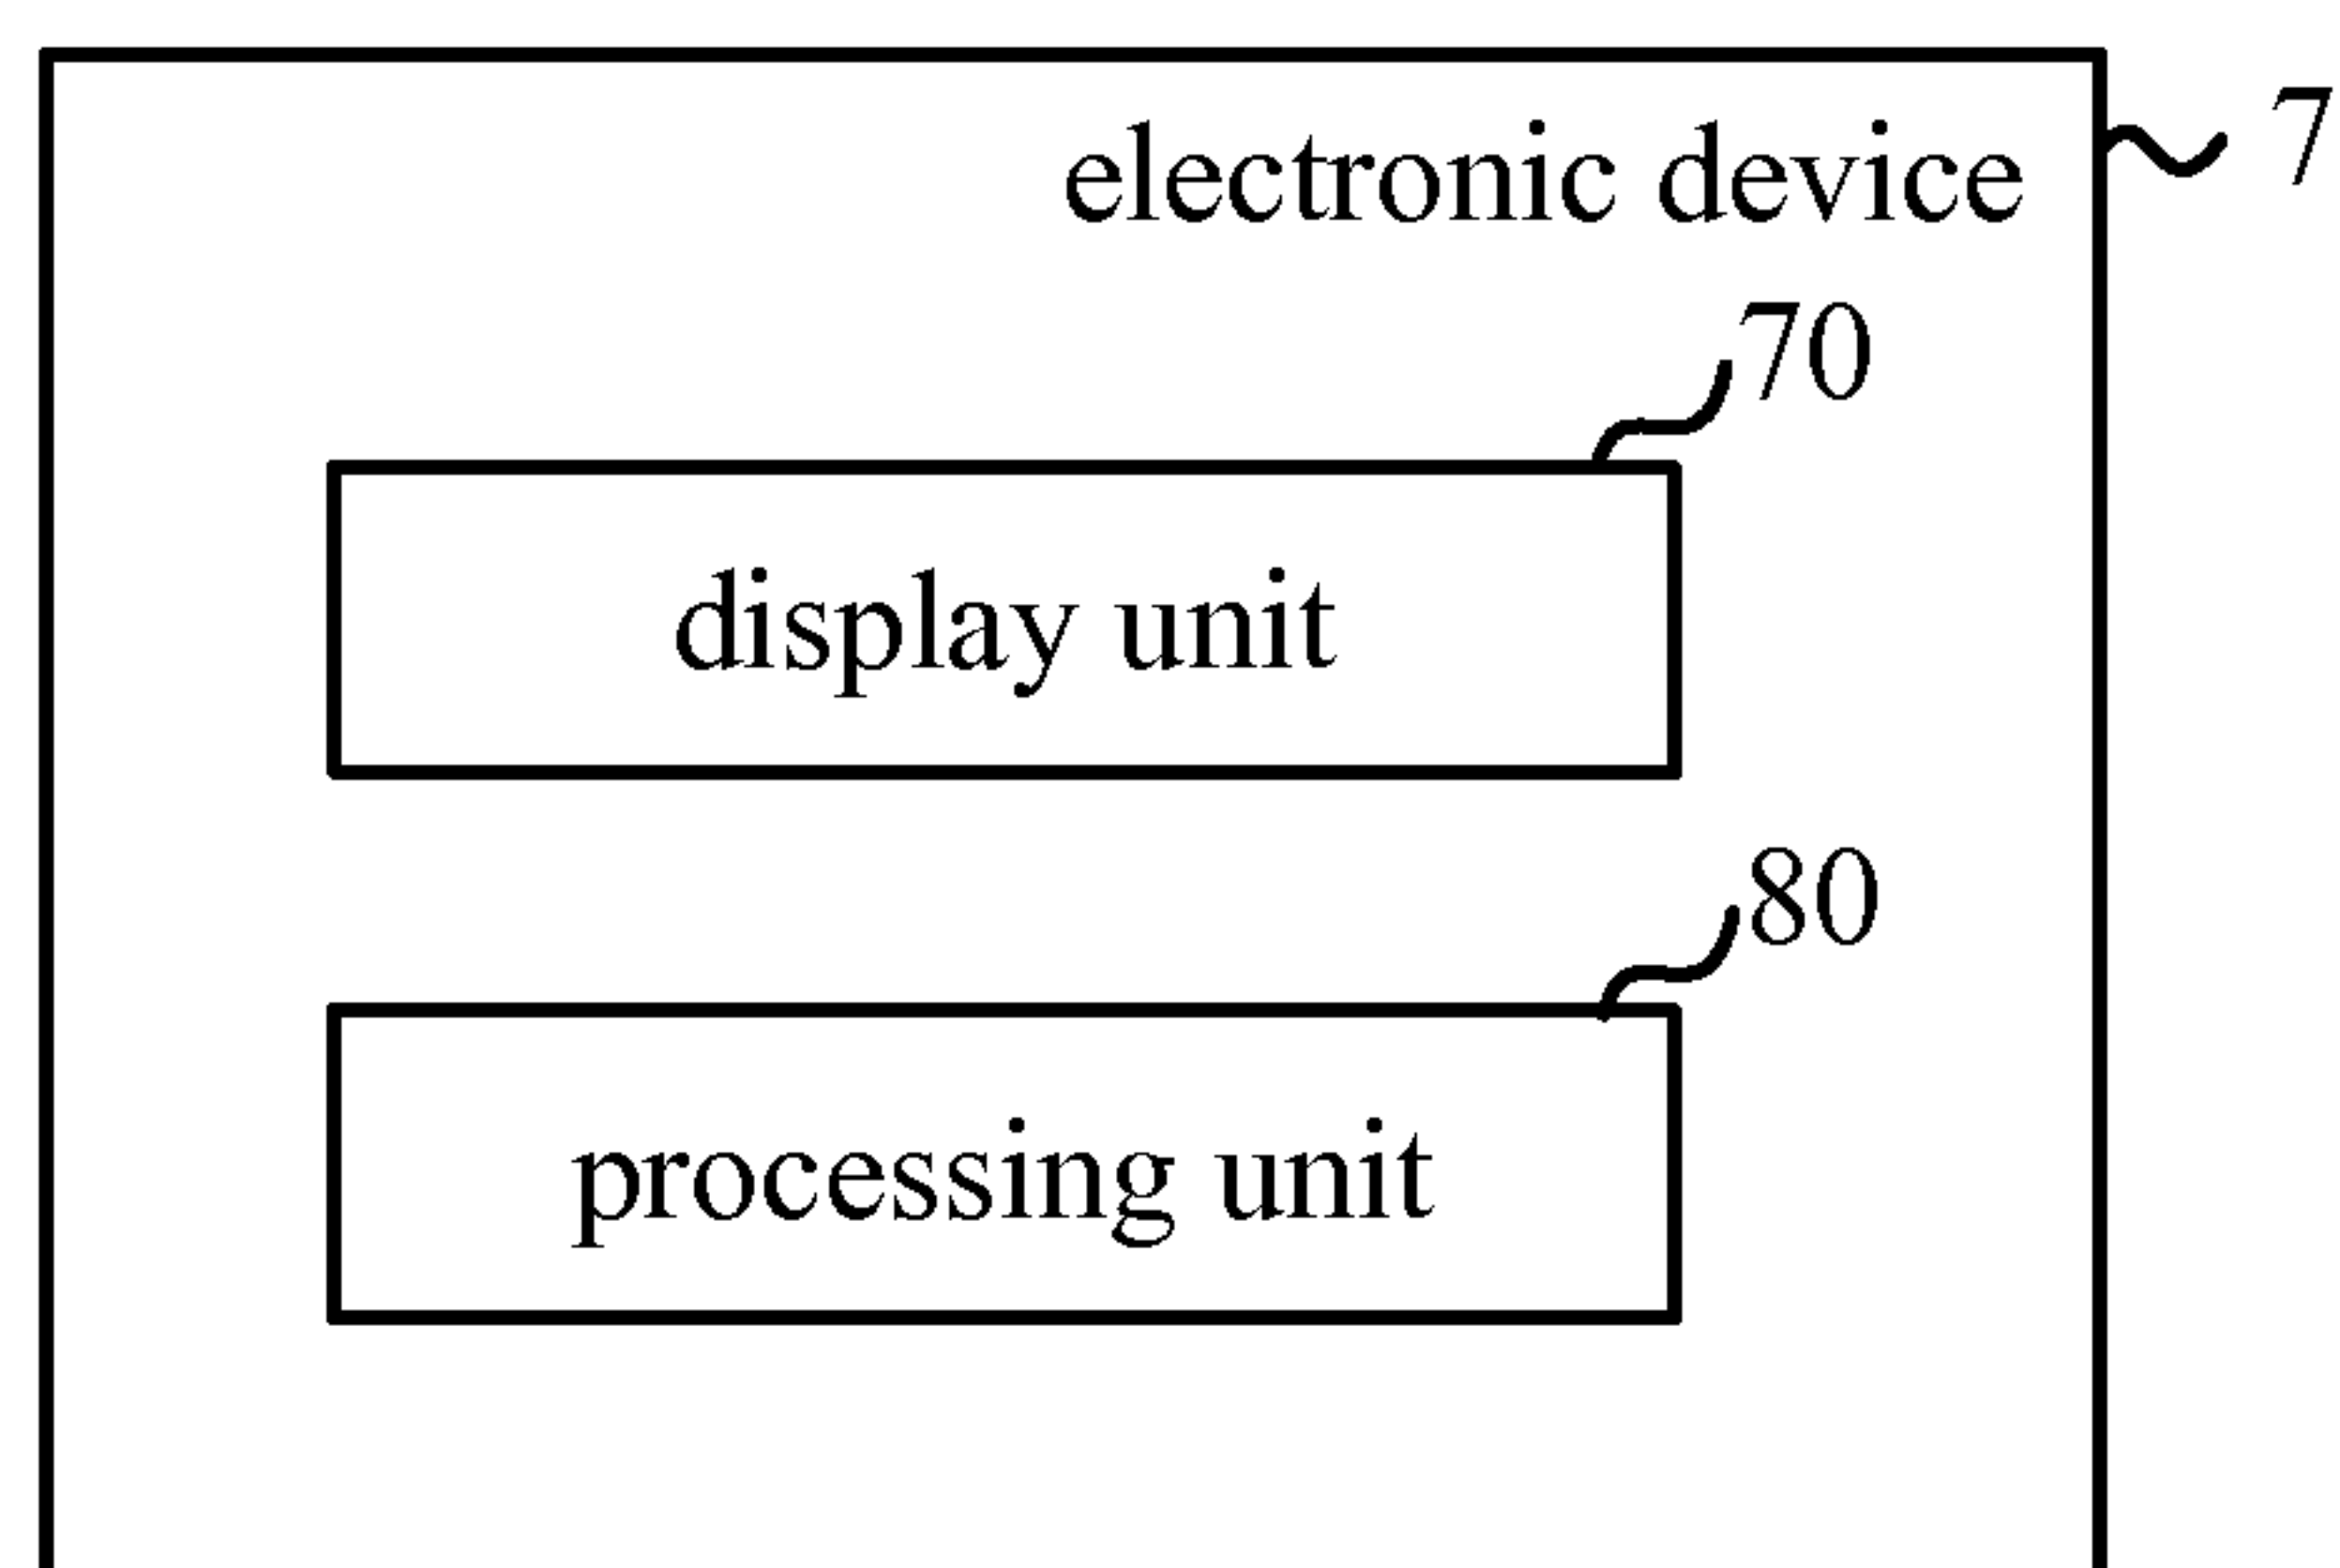 electronic device 7
70
display unit
80
processing unit